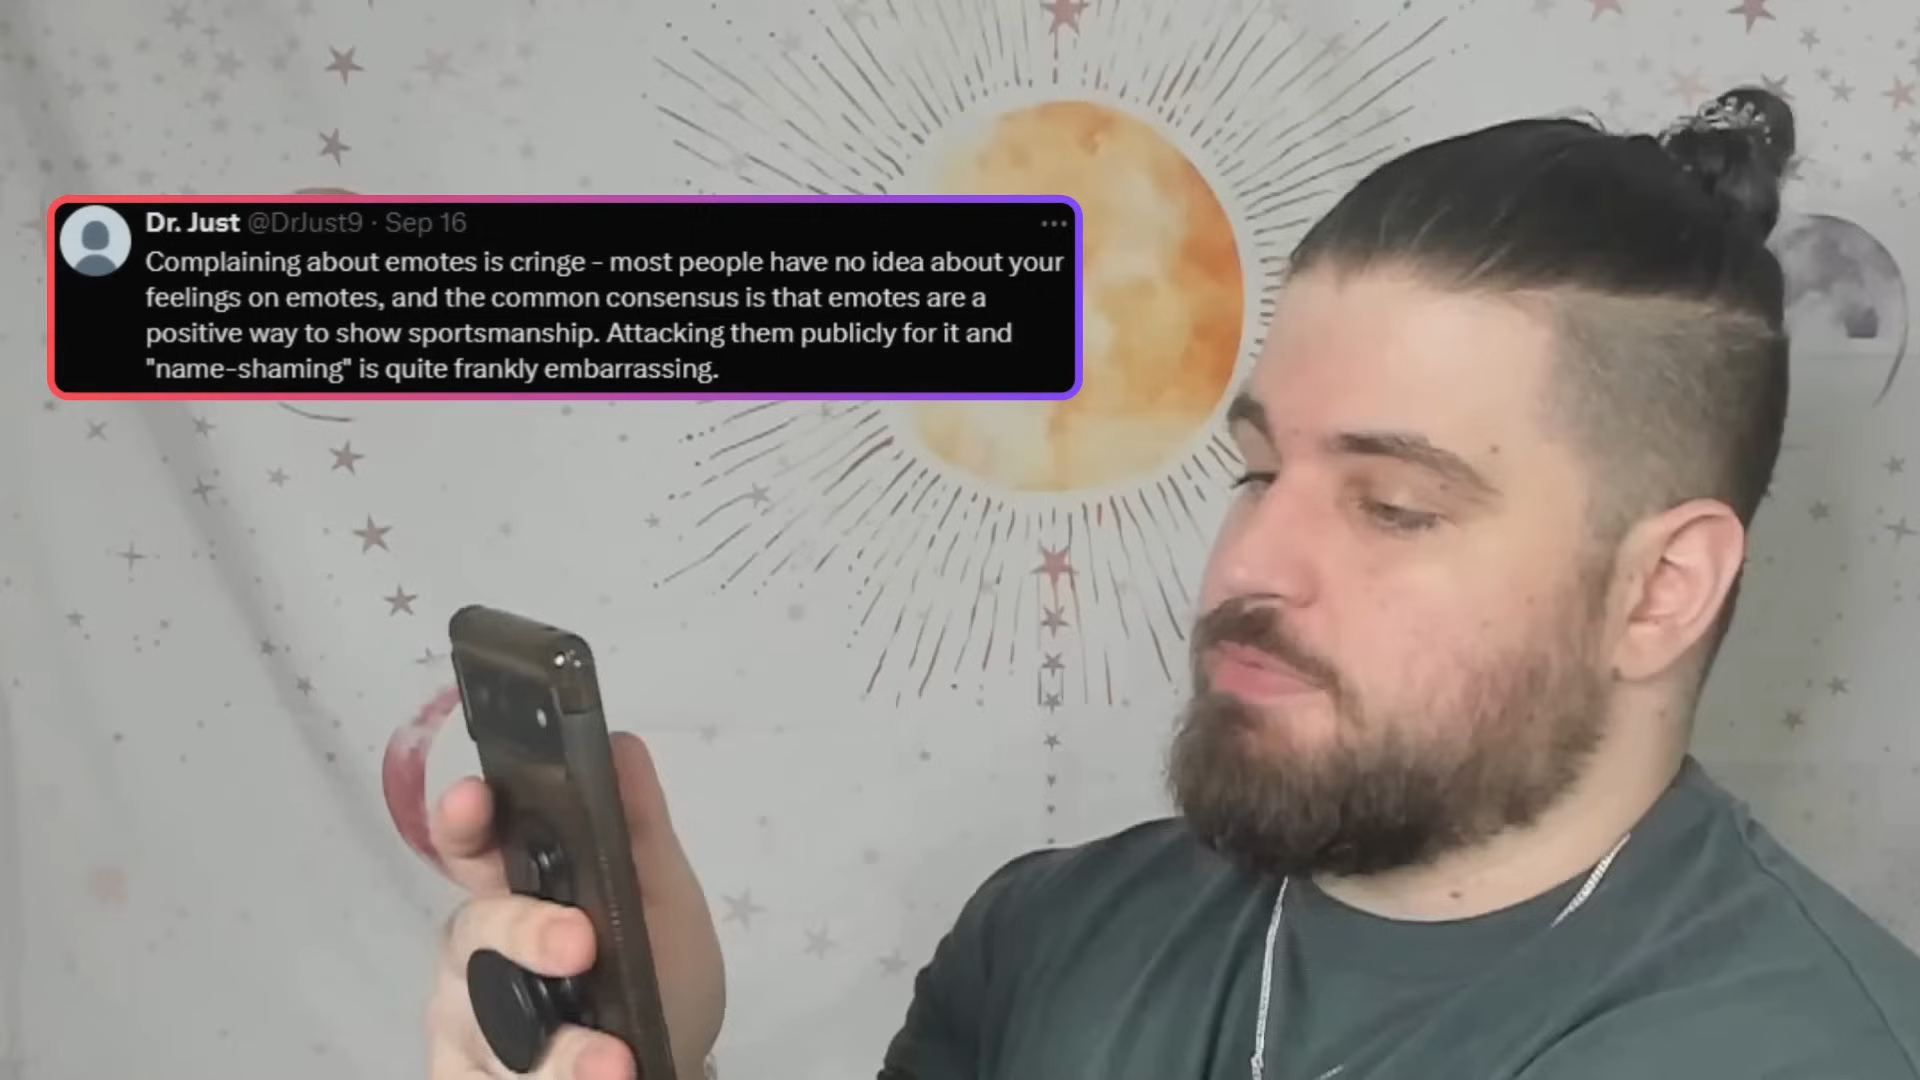 Dr. Just @DrJust9 · Sep 16
Complaining about emotes is cringe - most people have no idea about your
feelings on emotes, and the common consensus is that emotes are a
positive way to show sportsmanship. Attacking them publicly for it and
"name-shaming" is quite frankly embarrassing.